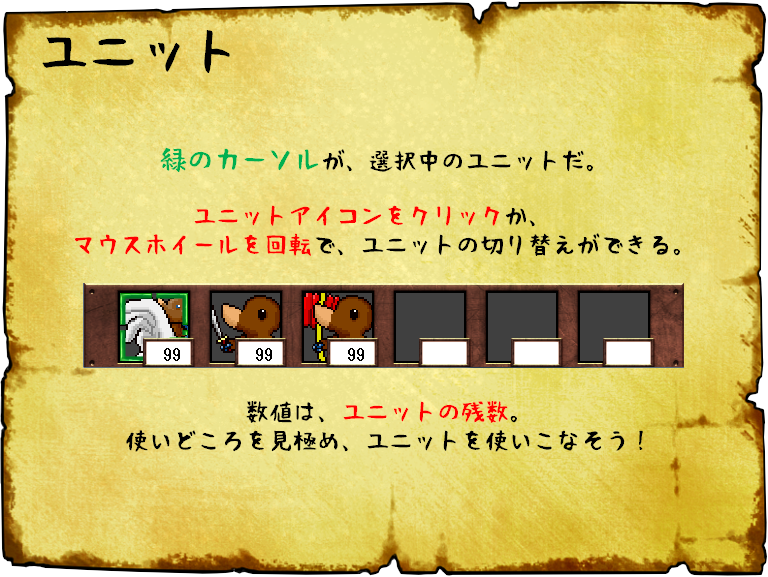 ユニット
緑のカーソルが、選択中のユニットだ。
ユニットアイコンをクリックか、
マウスホイールを回転で、ユニットの切り替えができる。
99 99 99
数値は、ユニットの残数。
使いどころを見極め、ユニットを使いこなそう！